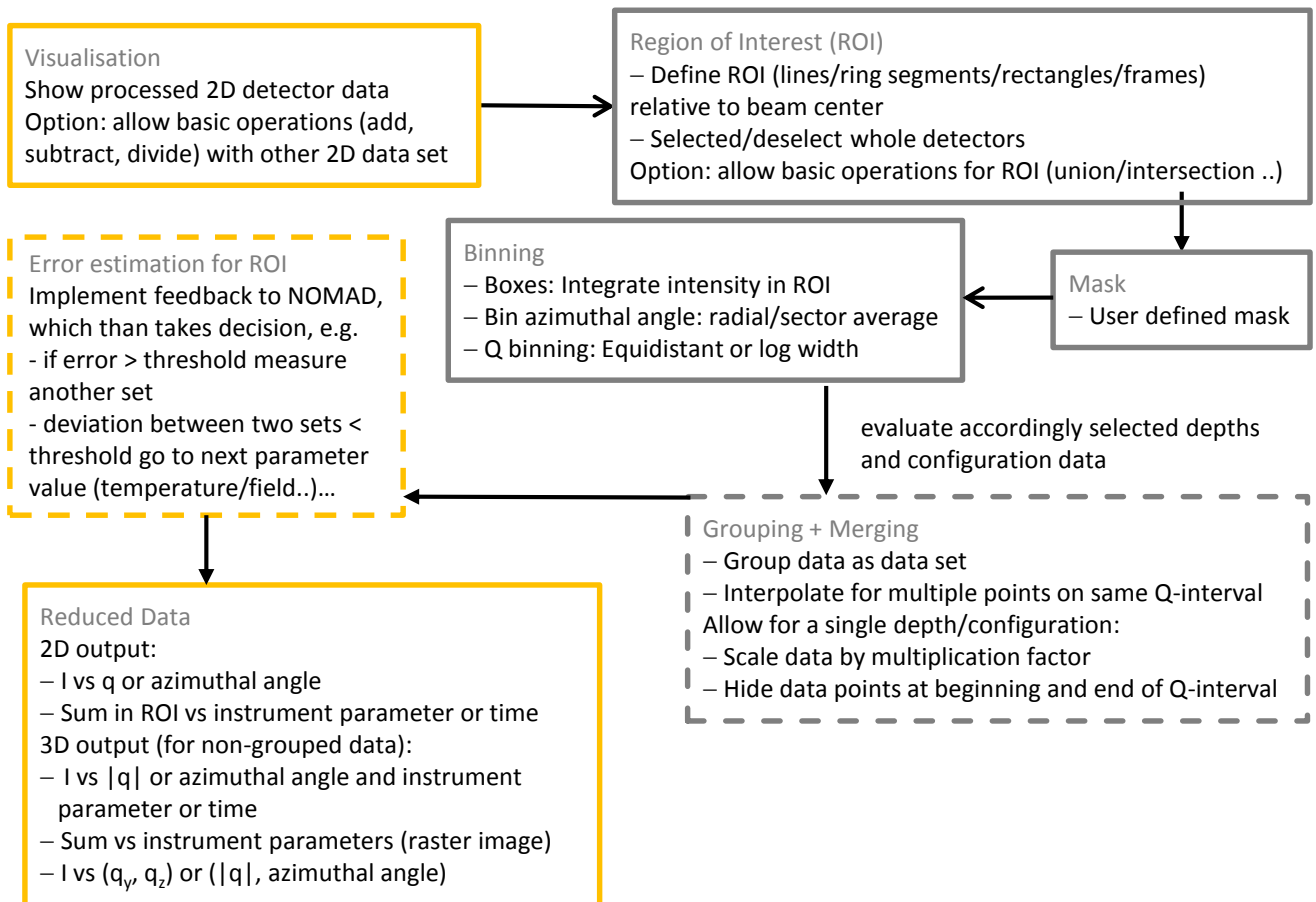 Visualisation
Show processed 2D detector data
Option: allow basic operations (add,
subtract, divide) with other 2D data set
Region of Interest (ROI)
– Define ROI (lines/ring segments/rectangles/frames)
relative to beam center
– Selected/deselect whole detectors
Option: allow basic operations for ROI (union/intersection ..)
Mask
– User defined mask
Binning
– Boxes: Integrate intensity in ROI
– Bin azimuthal angle: radial/sector average
– Q binning: Equidistant or log width
evaluate accordingly selected depths
and configuration data
Grouping + Merging
– Group data as data set
– Interpolate for multiple points on same Q-interval
Allow for a single depth/configuration:
– Scale data by multiplication factor
– Hide data points at beginning and end of Q-interval
Error estimation for ROI
Implement feedback to NOMAD,
which than takes decision, e.g.
- if error > threshold measure
another set
- deviation between two sets <
threshold go to next parameter
value (temperature/field..)…
Reduced Data
2D output:
– I vs q or azimuthal angle
– Sum in ROI vs instrument parameter or time
3D output (for non-grouped data):
– I vs |q| or azimuthal angle and instrument
parameter or time
– Sum vs instrument parameters (raster image)
– I vs (qy, qz) or (|q|, azimuthal angle)